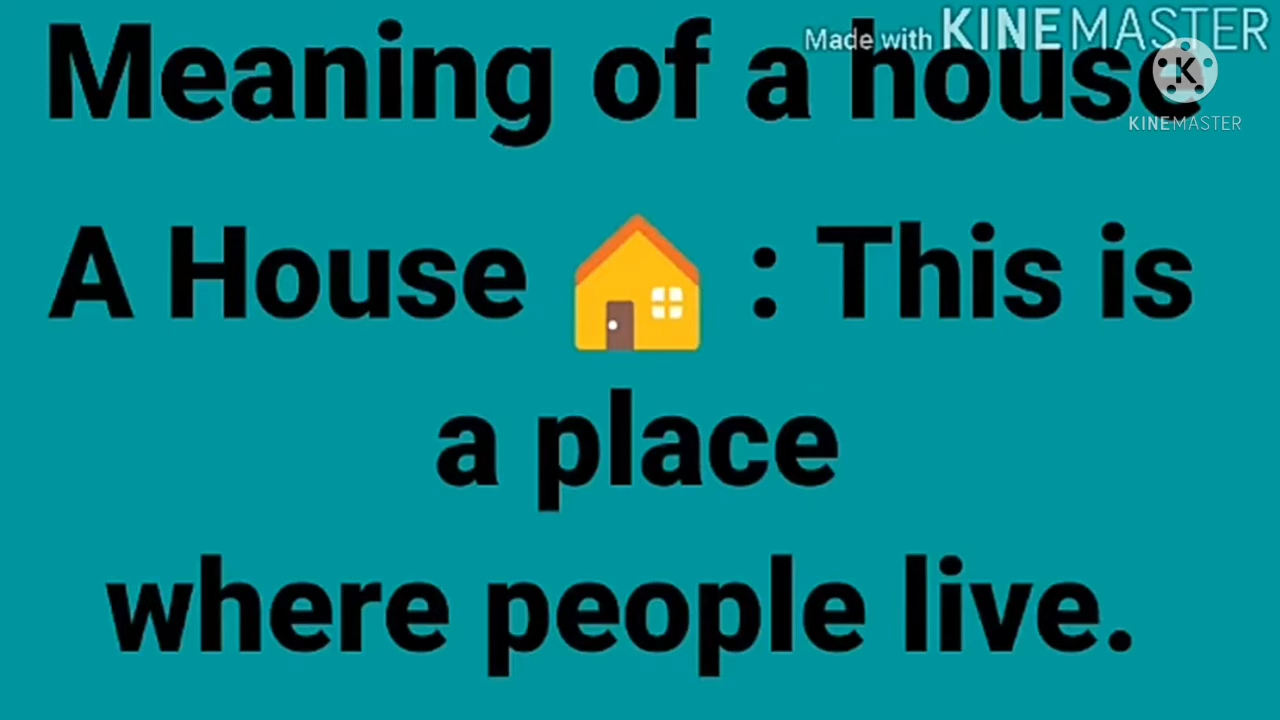 Made with KINEMASTER
Meaning of a house
KINEMASTER
A House 🏠 : This is
a place
where people live.